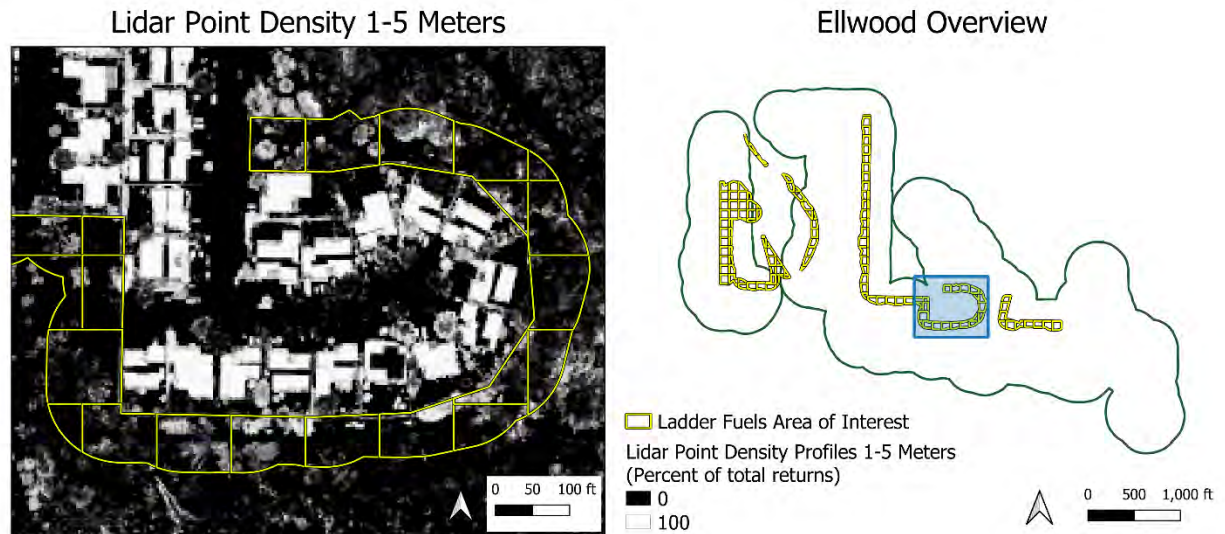 Lidar Point Density 1-5 Meters
0 50 100 ft
Ellwood Overview
Ladder Fuels Area of Interest
Lidar Point Density Profiles 1-5 Meters
(Percent of total returns)
0
100
0 500 1,000 ft